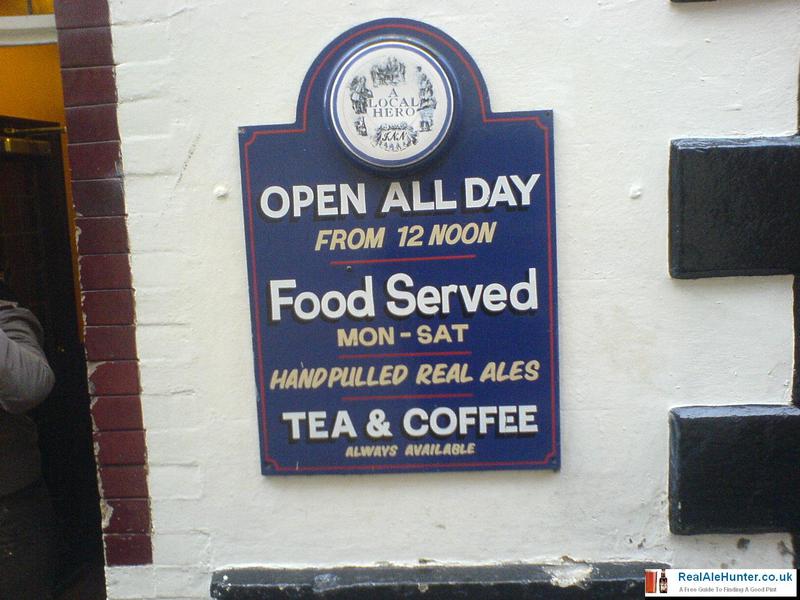 A
LOCAL
HERO
INN
OPEN ALL DAY
FROM 12 NOON
Food Served
MON - SAT
HANDPULLED REAL ALES
TEA & COFFEE
ALWAYS AVAILABLE
RealAleHunter.co.uk
A Free Guide To Finding A Good Pint